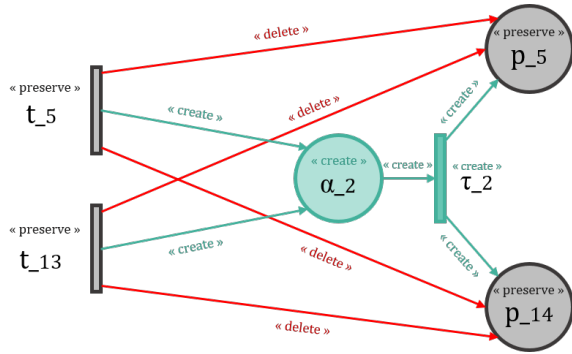 « delete »
« preserve »
p_5
« preserve »
t_5
« create »
« delete »
« create »
« create »
α_2
« create »
« create »
τ_2
« preserve »
t_13
« create »
« delete »
« create »
« preserve »
p_14
« delete »